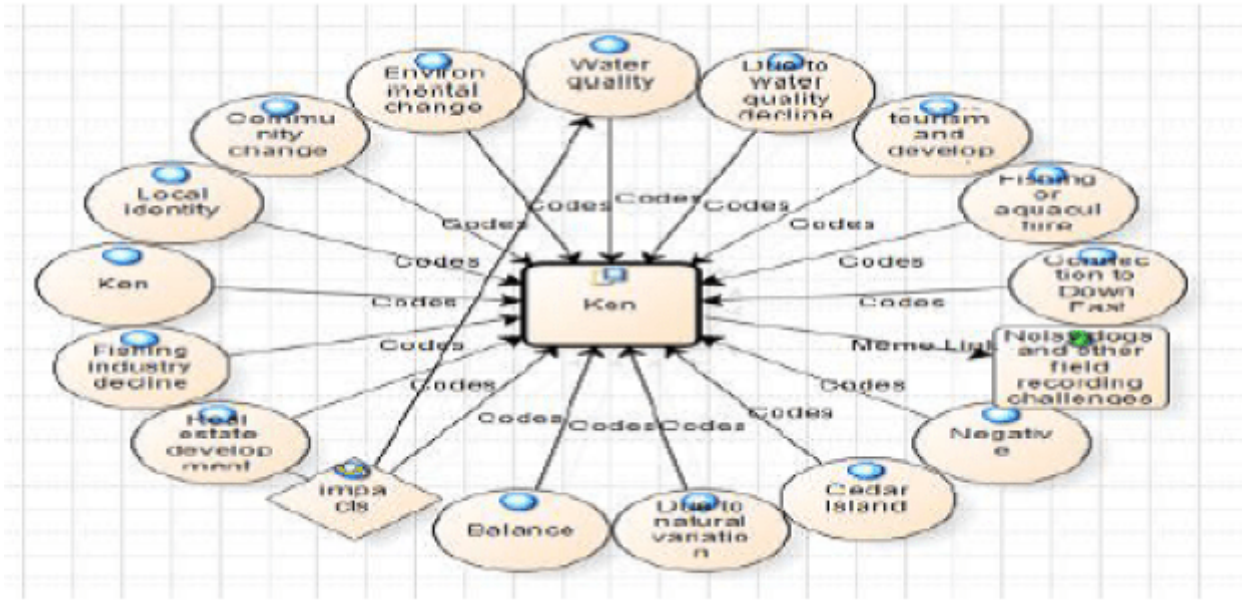 Environ
mental
change
Water
quality
Due to
water
quality
decline
tourism
and
develop
Commu
nity
change
Local
identity
Fishing
or
aquacul
ture
Ken
Connec
tion to
Down
East
Fishing
industry
decline
Noisy dogs
and other
field
recording
challenges
Real
estate
develop
ment
impa
cts
Balance
Due to
natural
variatio
n
Cedar
Island
Negativ
e
Ken
Codes
Codes
Codes
Codes
Codes
Codes
Codes
Codes
Codes
Codes
Codes
Memo Link
Codes
Codes
Codes
Codes
Codes
Codes